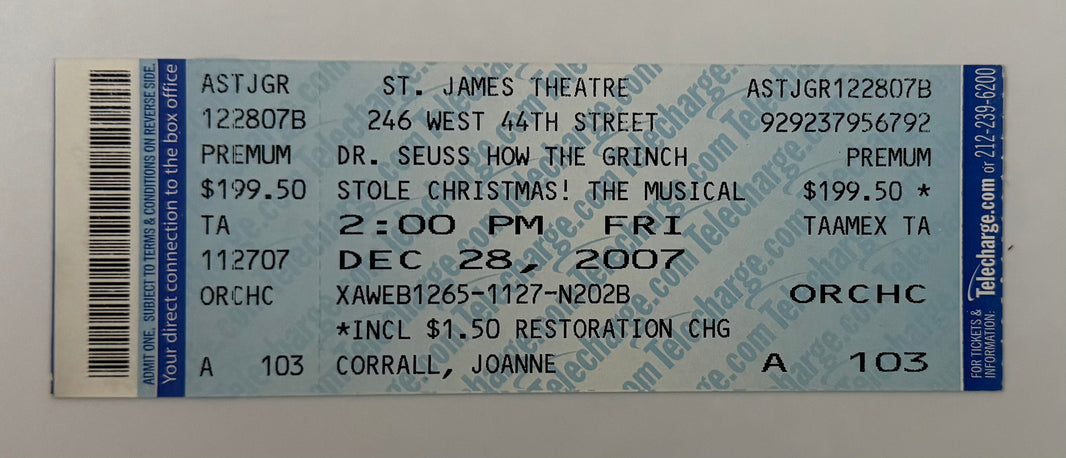 ADMIT ONE. SUBJECT TO TERMS & CONDITIONS ON REVERSE SIDE.
Your direct connection to the box office
ASTJGR ST. JAMES THEATRE ASTJGR122807B
122807B 246 WEST 44TH STREET 929237956792
PREMUM DR. SEUSS HOW THE GRINCH PREMUM
$199.50 STOLE CHRISTMAS! THE MUSICAL $199.50 *
TA 2:00 PM FRI TAAMEX TA
112707 DEC 28, 2007
ORCHC XAWEB1265-1127-N202B ORCHC
*INCL $1.50 RESTORATION CHG
A 103 CORRALL, JOANNE A 103
FOR TICKETS & INFORMATION: Telecharge.com or 212-239-6200